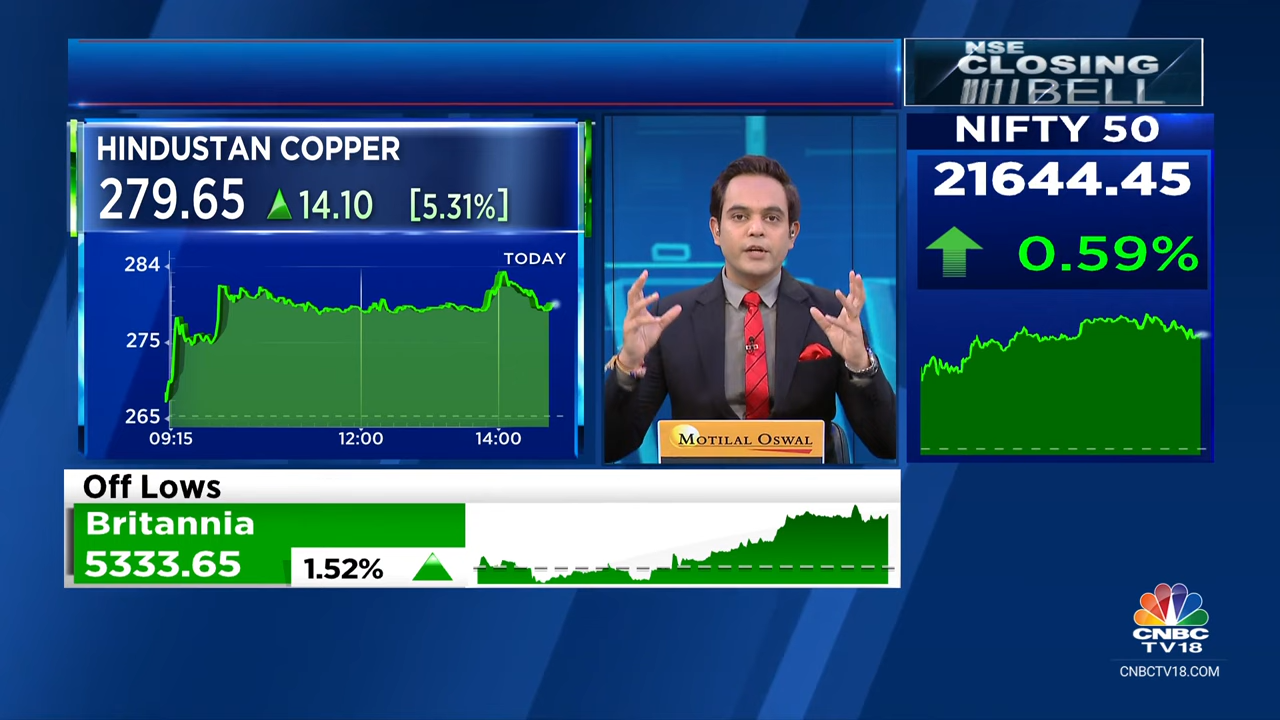 NSE
CLOSING
BELL
HINDUSTAN COPPER
279.65 ▲ 14.10 [5.31%]
TODAY
284
275
265
09:15 12:00 14:00
MOTILAL OSWAL
NIFTY 50
21644.45
0.59%
Off Lows
Britannia
5333.65 1.52%
CNBC
TV18
CNBCTV18.COM